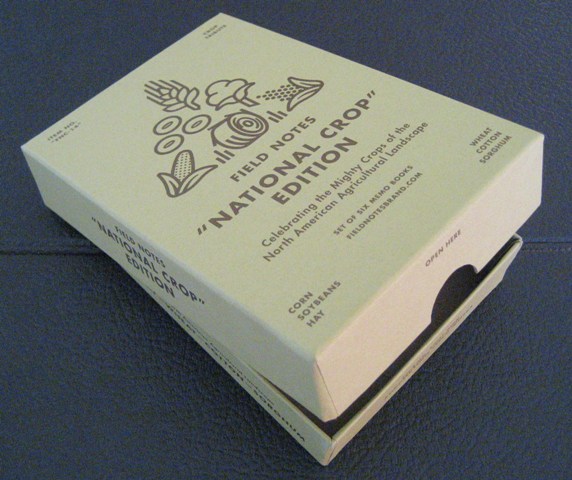 FIELD NOTES
"NATIONAL CROP"
EDITION
Celebrating the Mighty Crops of the
North American Agricultural Landscape
SET OF SIX MEMO BOOKS
FIELDNOTESBRAND.COM
WHEAT
COTTON
SORGHUM
CORN
SOYBEANS
HAY
OPEN HERE
FIELD NOTES
"NATIONAL CROP"
EDITION
SORGHUM